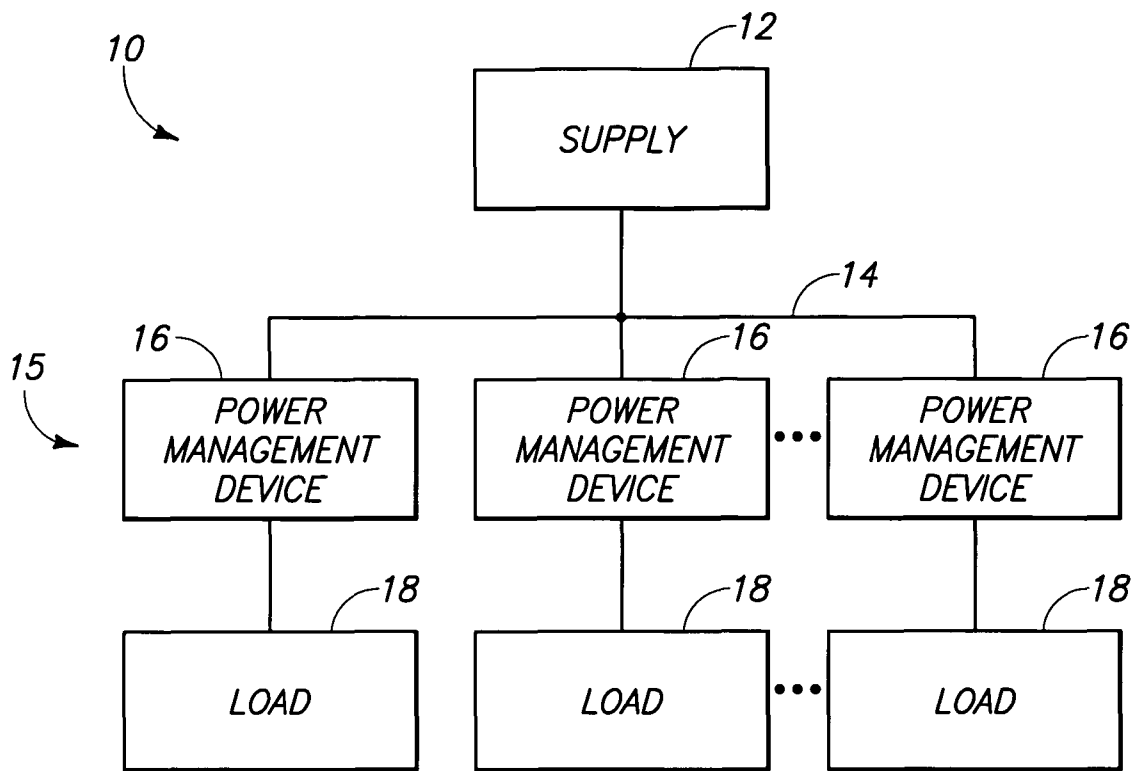 10
12
SUPPLY
14
15
16
16
16
POWER
MANAGEMENT
DEVICE
POWER
MANAGEMENT
DEVICE
POWER
MANAGEMENT
DEVICE
18
18
18
LOAD
LOAD
LOAD